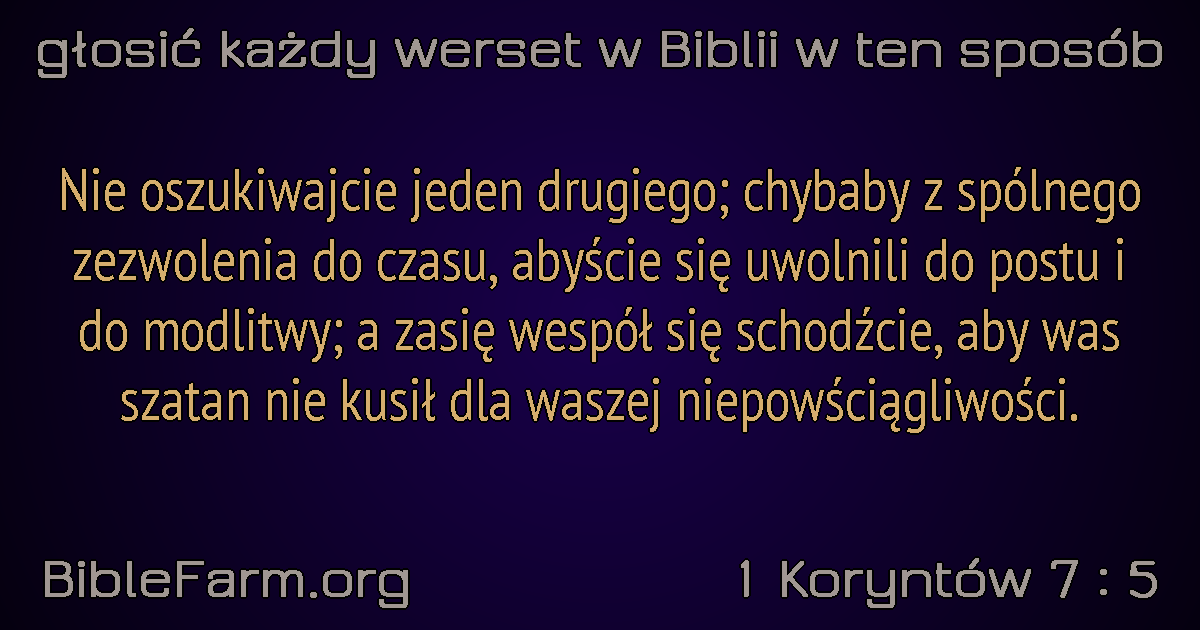 głosić każdy werset w Biblii w ten sposób
Nie oszukiwajcie jeden drugiego; chybaby z spólnego
zezwolenia do czasu, abyście się uwolnili do postu i
do modlitwy; a zasię wespół się schodźcie, aby was
szatan nie kusił dla waszej niepowściągliwości.
BibleFarm.org
1 Koryntów 7 : 5